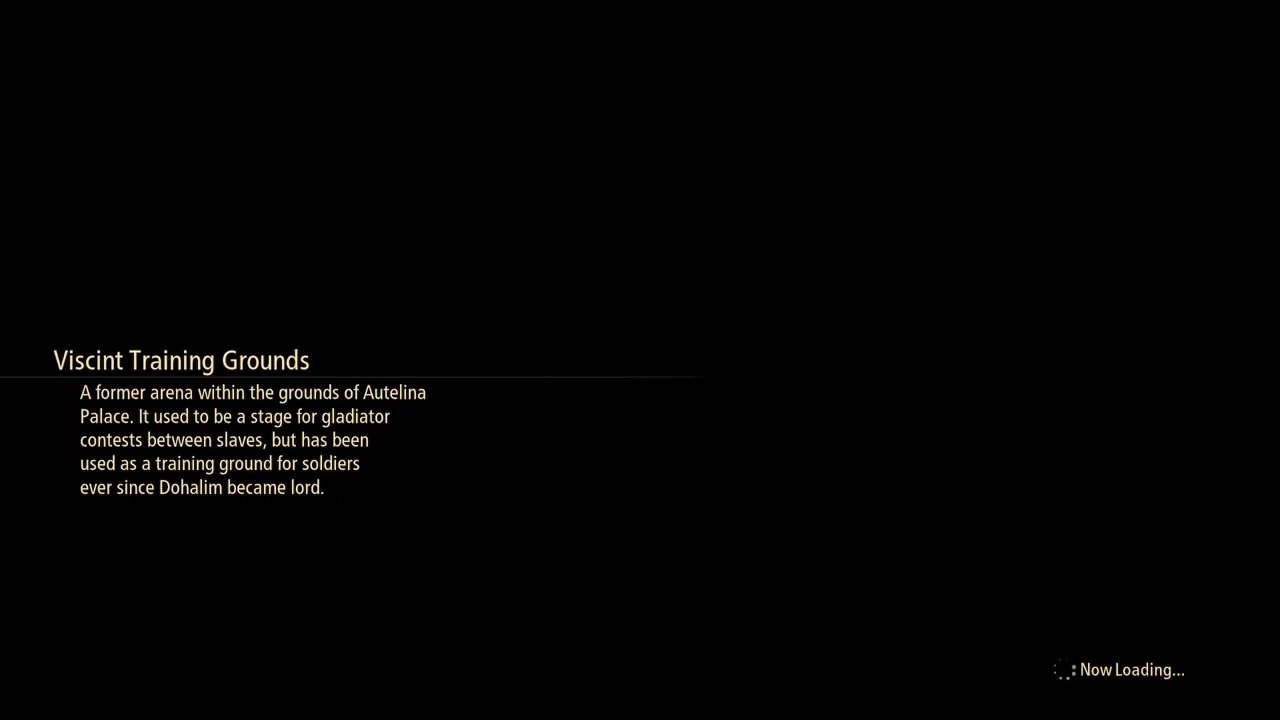 Viscint Training Grounds
A former arena within the grounds of Autelina
Palace. It used to be a stage for gladiator
contests between slaves, but has been
used as a training ground for soldiers
ever since Dohalim became lord.
Now Loading...